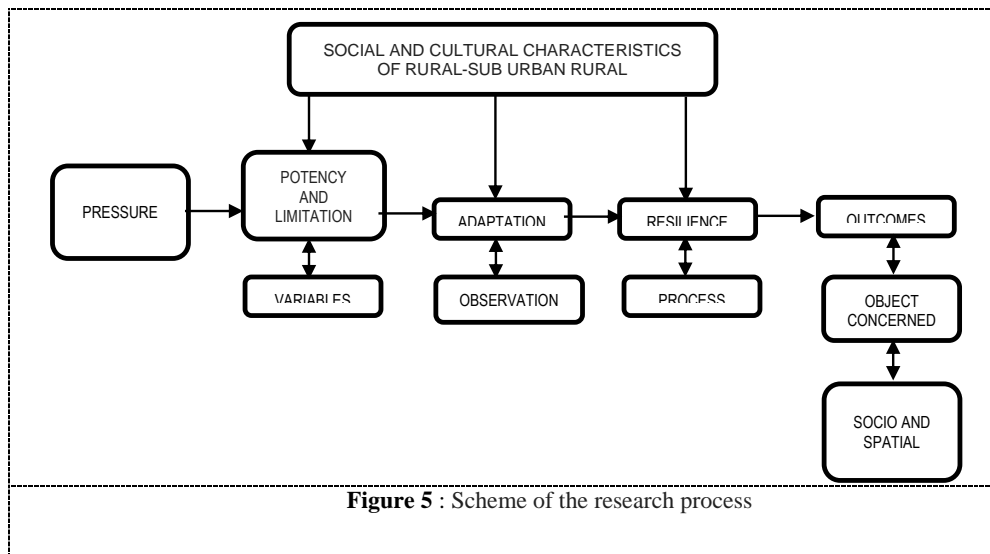 SOCIAL AND CULTURAL CHARACTERISTICS
OF RURAL-SUB URBAN RURAL
PRESSURE
POTENCY
AND
LIMITATION
ADAPTATION
RESILIENCE
OUTCOMES
VARIABLES
OBSERVATION
PROCESS
OBJECT
CONCERNED
SOCIO AND
SPATIAL
Figure 5 : Scheme of the research process